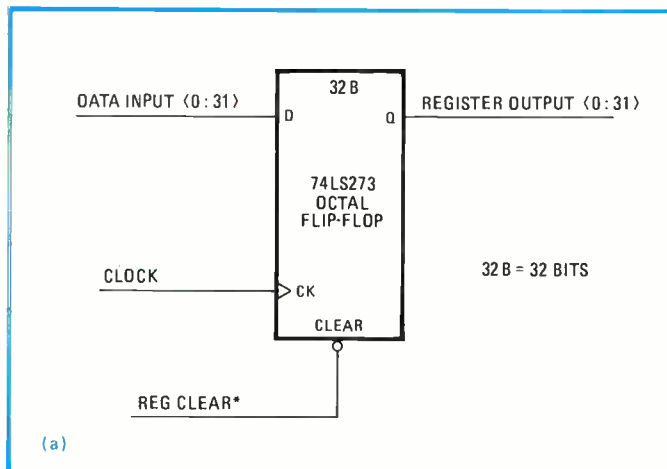 32 B
DATA INPUT ⟨0:31⟩
REGISTER OUTPUT ⟨0:31⟩
D
Q
74LS273
OCTAL
FLIP-FLOP
32 B = 32 BITS
CLOCK
CK
CLEAR
REG CLEAR*
(a)